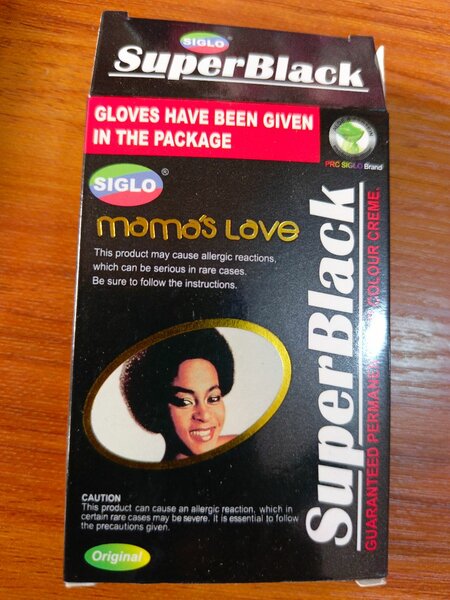 SIGLO
SuperBlack
GLOVES HAVE BEEN GIVEN
IN THE PACKAGE
PRC SIGLO Brand
SIGLO®
mama's Lave
This product may cause allergic reactions,
which can be serious in rare cases.
Be sure to follow the instructions.
SuperBlack
GUARANTEED PERMANENT COLOUR CREME.
CAUTION
This product can cause an allergic reaction, which in
certain rare cases may be severe. It is essential to follow
the precautions given.
Original